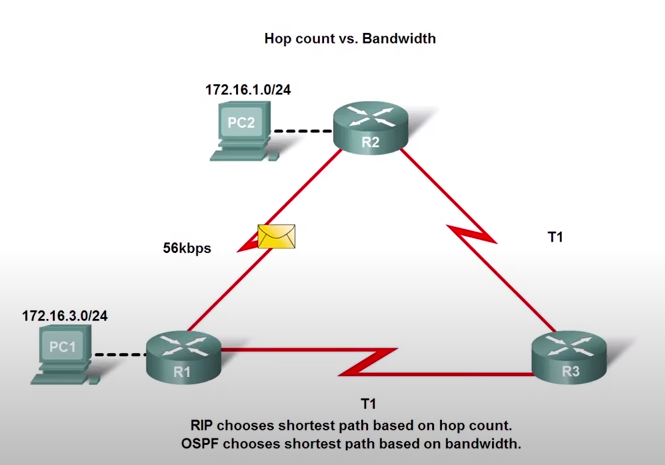 Hop count vs. Bandwidth
172.16.1.0/24
PC2
R2
56kbps
T1
172.16.3.0/24
PC1
R1
R3
T1
RIP chooses shortest path based on hop count.
OSPF chooses shortest path based on bandwidth.